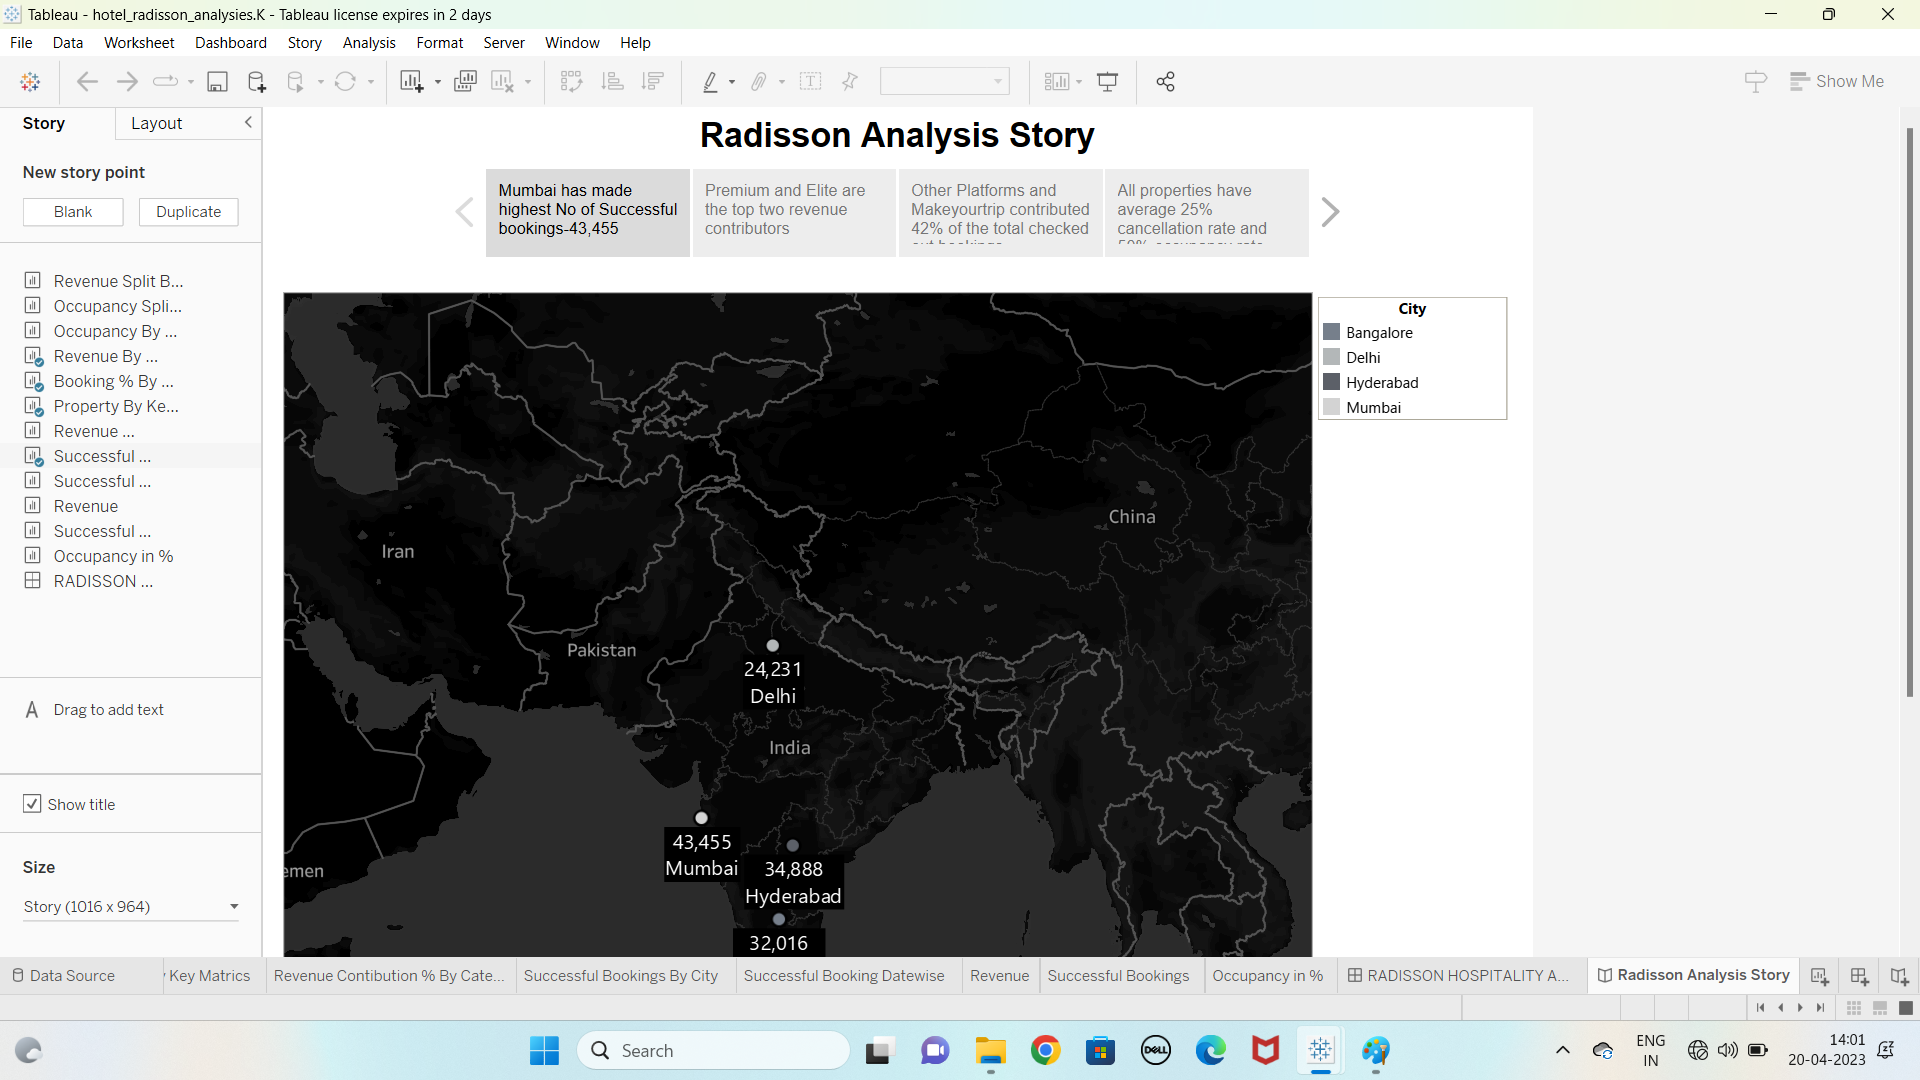 Tableau - hotel_radisson_analysies.K - Tableau license expires in 2 days
File Data Worksheet Dashboard Story Analysis Format Server Window Help
Show Me
Story Layout
New story point
Blank Duplicate
Revenue Split B...
Occupancy Spli...
Occupancy By ...
Revenue By ...
Booking % By ...
Property By Ke...
Revenue ...
Successful ...
Successful ...
Revenue
Successful ...
Occupancy in %
RADISSON ...
A Drag to add text
Show title
Size
Story (1016 x 964)
Radisson Analysis Story
Mumbai has made
highest No of Successful
bookings-43,455
Premium and Elite are
the top two revenue
contributors
Other Platforms and
Makeyourtrip contributed
42% of the total checked
All properties have
average 25%
cancellation rate and
City
Bangalore
Delhi
Hyderabad
Mumbai
China
Iran
Pakistan
24,231
Delhi
India
43,455
Mumbai
34,888
Hyderabad
emen
32,016
Data Source Key Matrics Revenue Contibution % By Cate... Successful Bookings By City Successful Booking Datewise Revenue Successful Bookings Occupancy in % RADISSON HOSPITALITY A... Radisson Analysis Story
Search
DELL
ENG
IN
14:01
20-04-2023